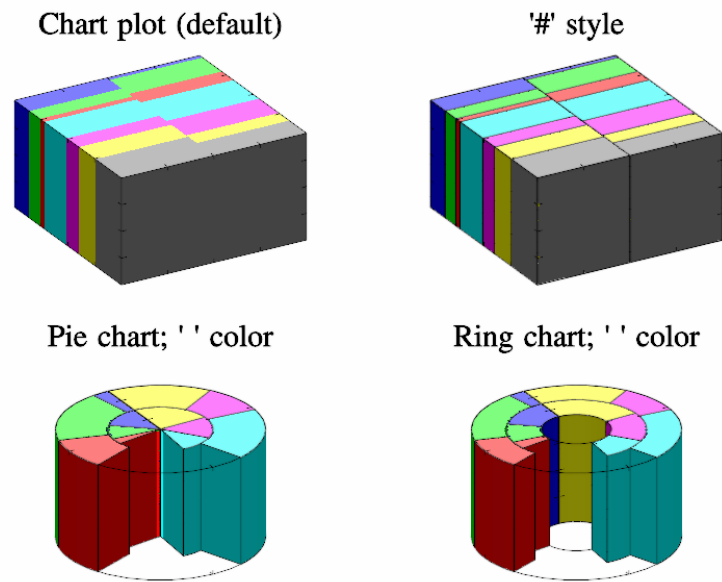 Chart plot (default)
'#' style
Pie chart; ' ' color
Ring chart; ' ' color